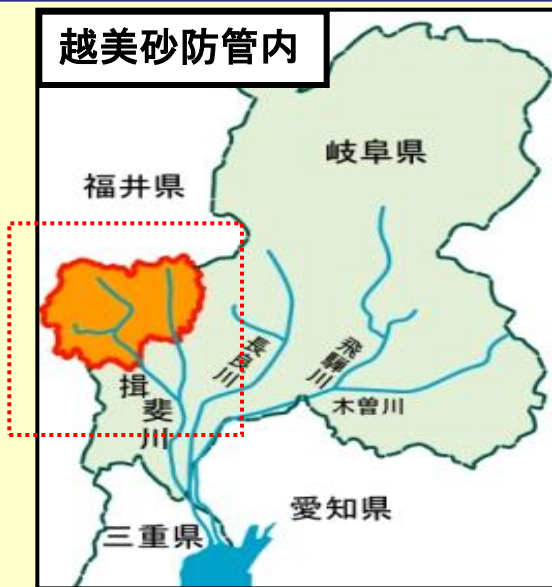 越美砂防管内
岐阜県
福井県
長良川
飛騨川
揖斐川
木曽川
愛知県
三重県